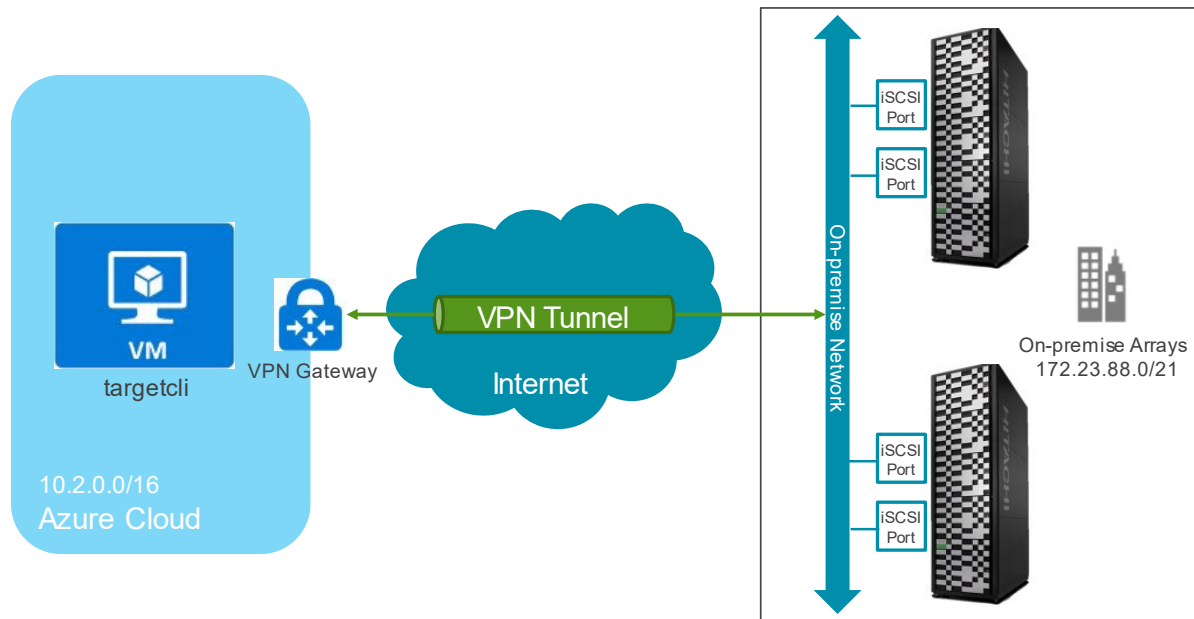 VM
targetcli
10.2.0.0/16
Azure Cloud
VPN Gateway
VPN Tunnel
Internet
On-premise Network
iSCSI
Port
iSCSI
Port
HITACHI
On-premise Arrays
172.23.88.0/21
iSCSI
Port
iSCSI
Port
HITACHI